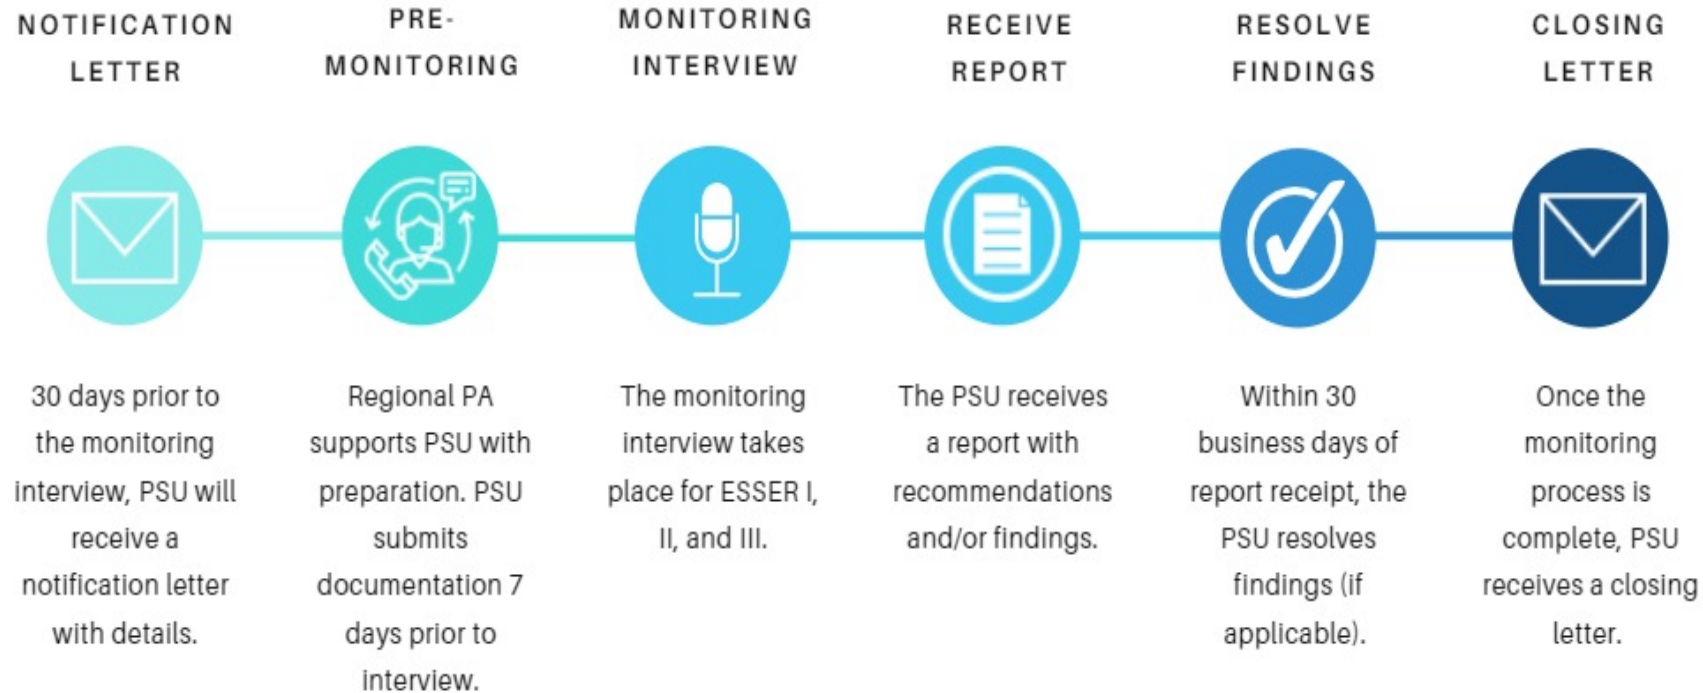 NOTIFICATION
LETTER
30 days prior to
the monitoring
interview, PSU will
receive a
notification letter
with details.
PRE-
MONITORING
Regional PA
supports PSU with
preparation. PSU
submits
documentation 7
days prior to
interview.
MONITORING
INTERVIEW
The monitoring
interview takes
place for ESSER I,
II, and III.
RECEIVE
REPORT
The PSU receives
a report with
recommendations
and/or findings.
RESOLVE
FINDINGS
Within 30
business days of
report receipt, the
PSU resolves
findings (if
applicable).
CLOSING
LETTER
Once the
monitoring
process is
complete, PSU
receives a closing
letter.